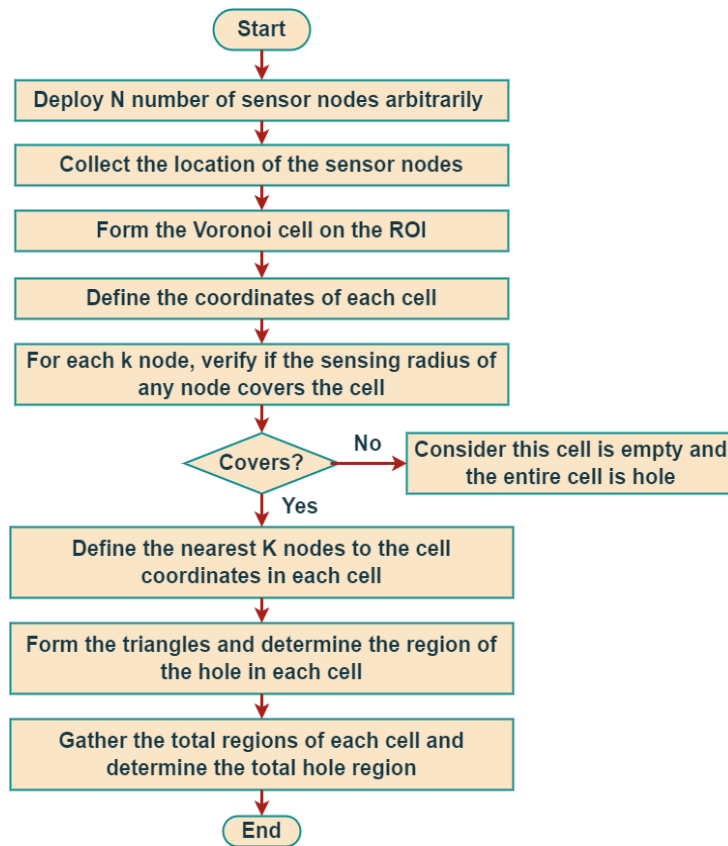 Start
Deploy N number of sensor nodes arbitrarily
Collect the location of the sensor nodes
Form the Voronoi cell on the ROI
Define the coordinates of each cell
For each k node, verify if the sensing radius of
any node covers the cell
Covers?
No
Consider this cell is empty and
the entire cell is hole
Yes
Define the nearest K nodes to the cell
coordinates in each cell
Form the triangles and determine the region of
the hole in each cell
Gather the total regions of each cell and
determine the total hole region
End